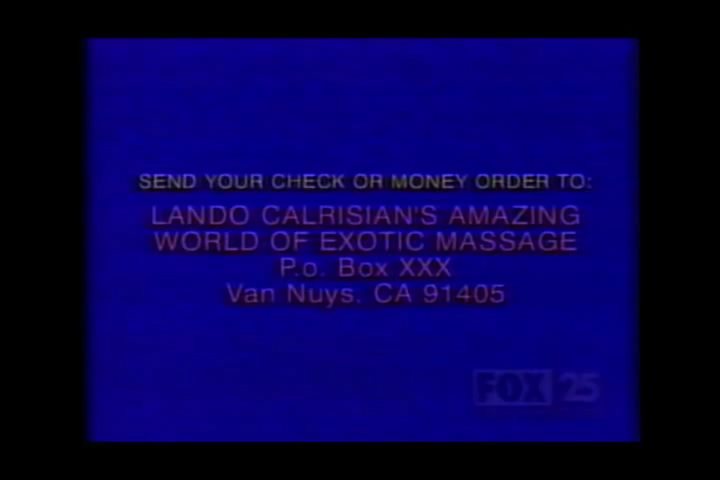 SEND YOUR CHECK OR MONEY ORDER TO:
LANDO CALRISIAN'S AMAZING
WORLD OF EXOTIC MASSAGE
P.o. Box XXX
Van Nuys, CA 91405
FOX 25